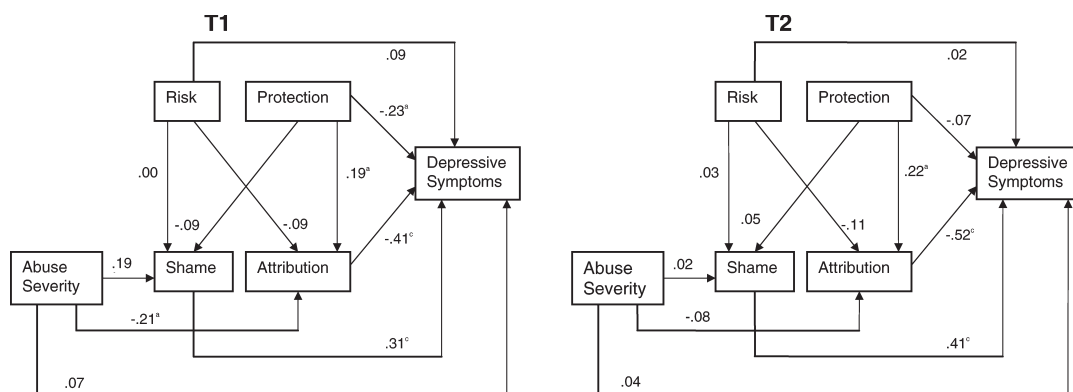 T1
.09
Risk
Protection
-.23ᵃ
Depressive
Symptoms
.00
.19ᵃ
-.09
-.09
-.41ᶜ
Abuse
Severity
.19
Shame
Attribution
-.21ᵃ
.31ᶜ
.07
T2
.02
Risk
Protection
-.07
Depressive
Symptoms
.03
.22ᵃ
.05
-.11
-.52ᶜ
Abuse
Severity
.02
Shame
Attribution
-.08
.41ᶜ
.04